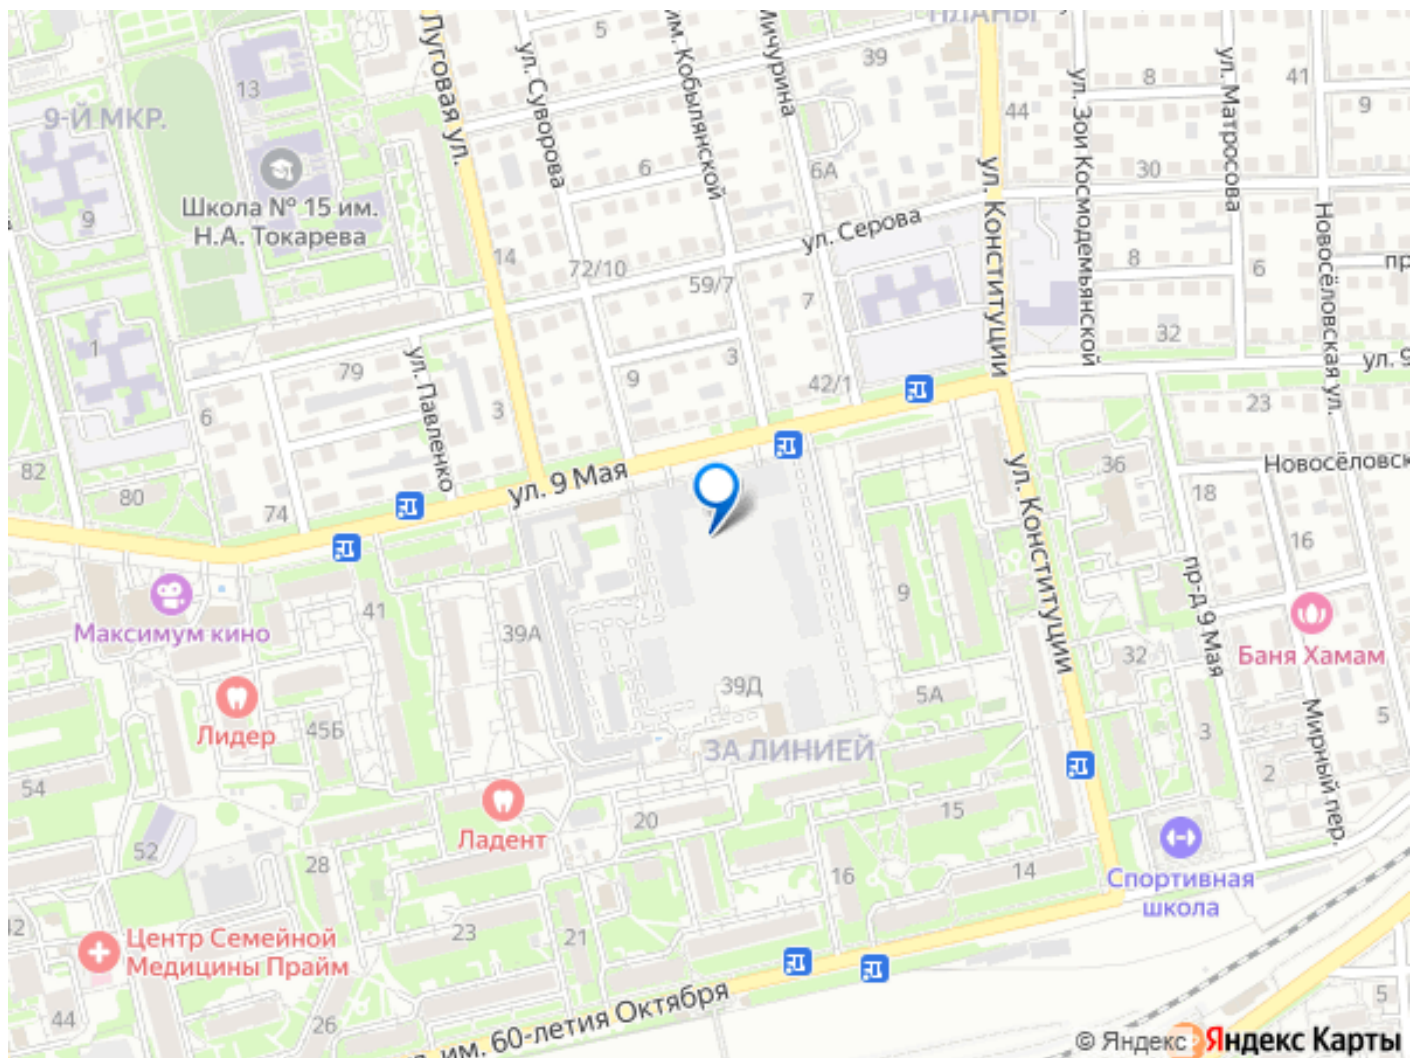 ПЛАНЫ
5
Мичурина
Луговая ул.
ул. Суворова
им. Кобылянской
39
8
ул. Матросова
41
ул. Зои Космодемьянской
13
44
9
9-Й МКР.
ул. Конституции
6
6А
30
Школа № 15 им.
Н.А. Токарева
9
ул. Серова
Новосёловская ул.
14
72/10
59/7
7
8
6
пр
1
32
79
ул. Павленко
3
9
3
42/1
ул. 9
6
23
82
80
74
ул. 9 Мая
ул. Конституции
36
Новосёловск
18
16
пр-д 9 Мая
Максимум кино
41
39А
9
32
Баня Хамам
Лидер
45Б
39Д
5А
3
5
Мирный пер.
ЗА ЛИНИЕЙ
54
2
Ладент
20
15
52
28
16
14
Спортивная
школа
12
Центр Семейной
Медицины Прайм
23
21
44
26
л. им. 60-летия Октября
5
© Яндекс Яндекс Карты